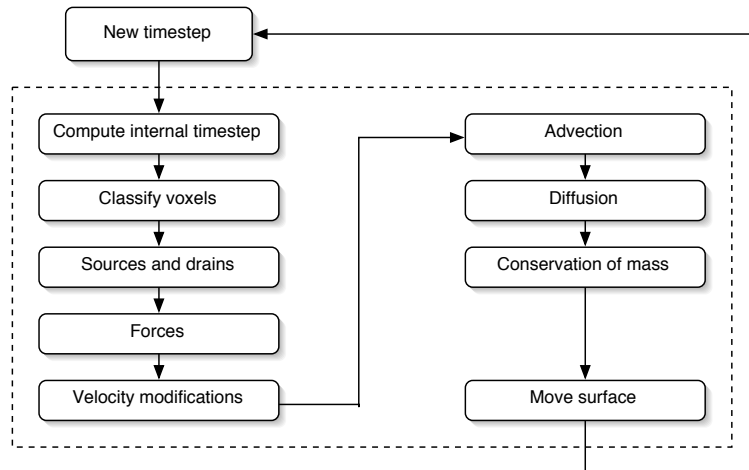 New timestep
Compute internal timestep
Classify voxels
Sources and drains
Forces
Velocity modifications
Advection
Diffusion
Conservation of mass
Move surface